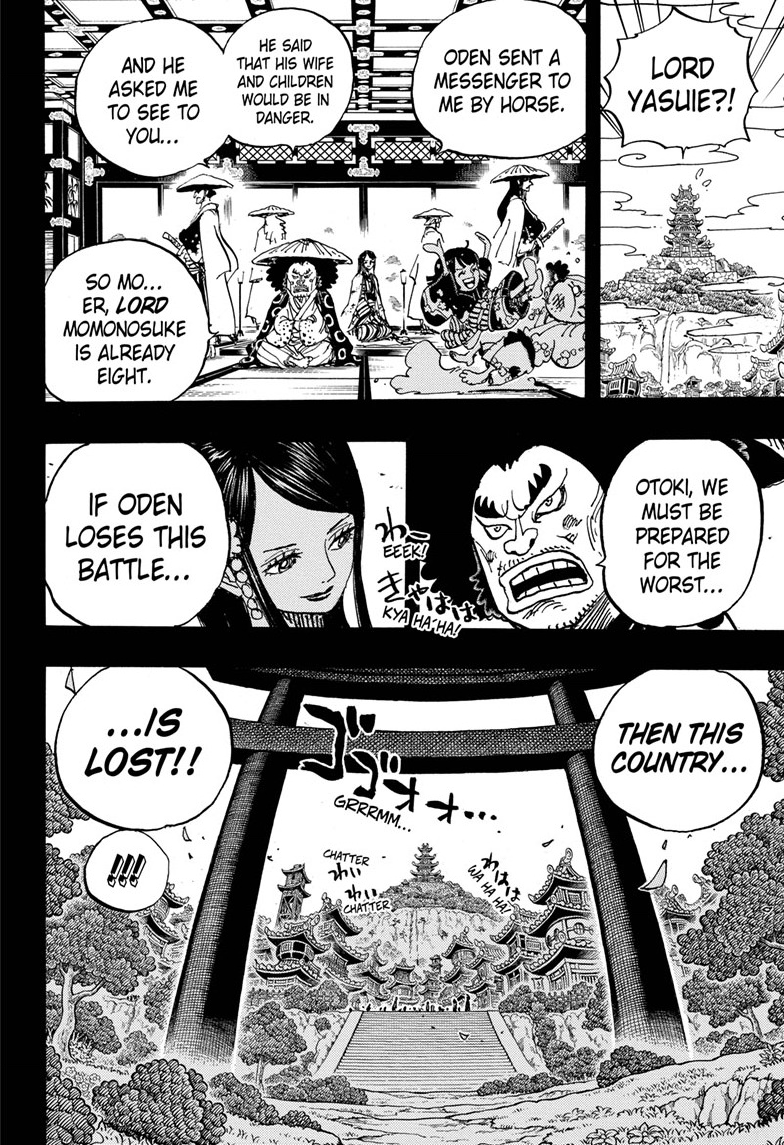 LORD
YASUIE?!
ODEN SENT A
MESSENGER TO
ME BY HORSE.
HE SAID
THAT HIS WIFE
AND CHILDREN
WOULD BE IN
DANGER.
AND HE
ASKED ME
TO SEE TO
YOU...
SO MO...
ER, LORD
MOMONOSUKE
IS ALREADY
EIGHT.
OTOKI, WE
MUST BE
PREPARED
FOR THE
WORST...
わー
EEEK!
きゃはは
KYA HA HA!
IF ODEN
LOSES THIS
BATTLE...
THEN THIS
COUNTRY...
ゴゴオオ...
GRRRMM...
わはは
WA HA HA!
CHATTER
わい
わい
CHATTER
...IS
LOST!!
!!!